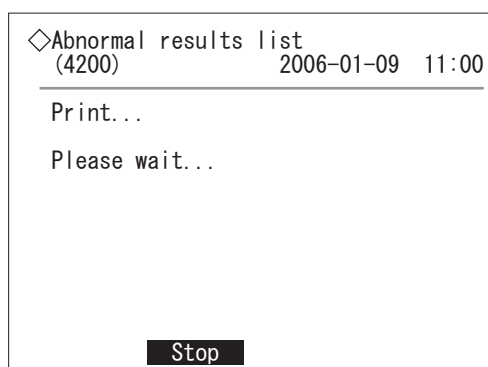 ◇Abnormal results list
(4200) 2006-01-09 11:00
Print...
Please wait...
Stop